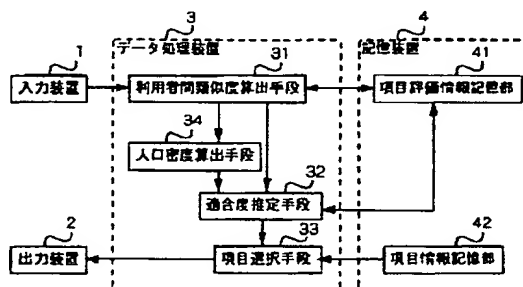 3
データ処理装置
4
記憶装置
1
入力装置
31
利用者間類似度算出手段
41
項目評価情報記憶部
34
人口密度算出手段
32
適合度推定手段
2
出力装置
33
項目選択手段
42
項目情報記憶部